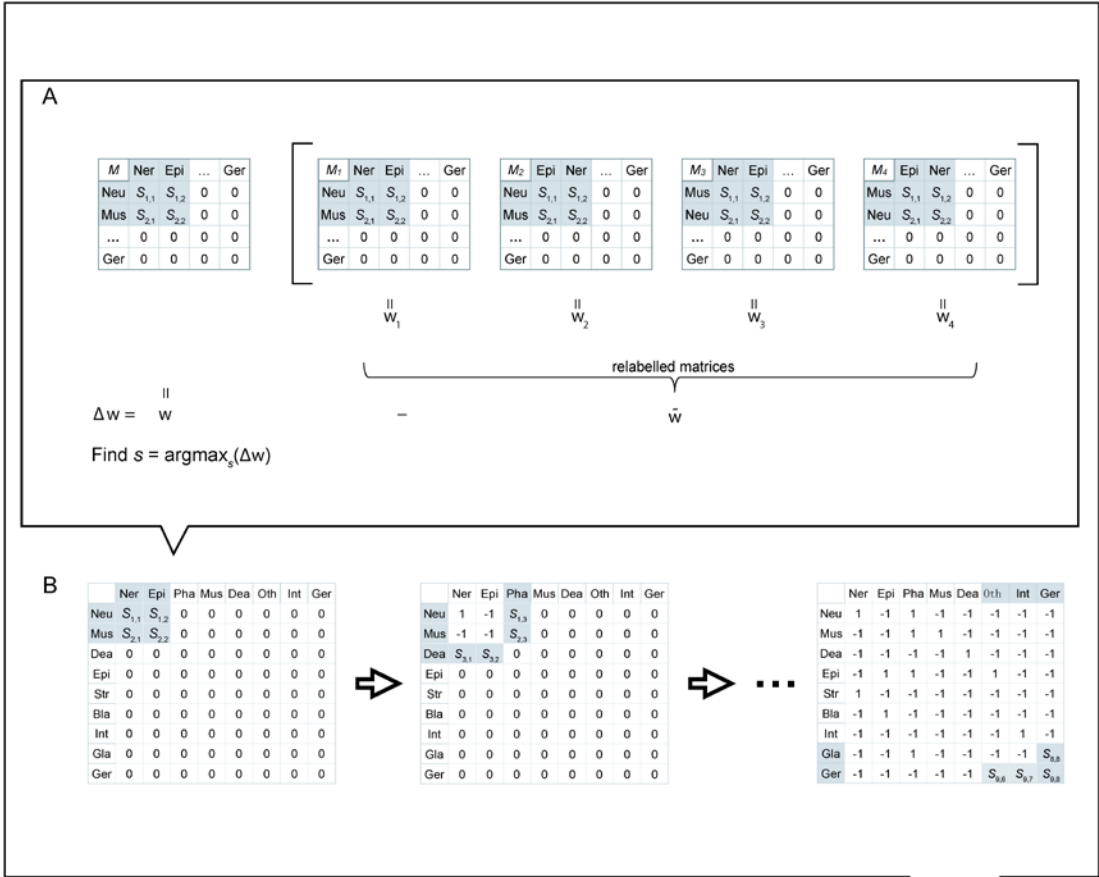 A
M Ner Epi ... Ger
Neu S1,1 S1,2 0 0
Mus S2,1 S2,2 0 0
... 0 0 0 0
Ger 0 0 0 0
M1 Ner Epi ... Ger
Neu S1,1 S1,2 0 0
Mus S2,1 S2,2 0 0
... 0 0 0 0
Ger 0 0 0 0
M2 Epi Ner ... Ger
Neu S1,1 S1,2 0 0
Mus S2,1 S2,2 0 0
... 0 0 0 0
Ger 0 0 0 0
M3 Ner Epi ... Ger
Mus S1,1 S1,2 0 0
Neu S2,1 S2,2 0 0
... 0 0 0 0
Ger 0 0 0 0
M4 Epi Ner ... Ger
Mus S1,1 S1,2 0 0
Neu S2,1 S2,2 0 0
... 0 0 0 0
Ger 0 0 0 0
= = = =
w1 w2 w3 w4
relabelled matrices
=
Δw = w − w̄
Find s = argmaxs(Δw)
B
Ner Epi Pha Mus Dea Oth Int Ger
Neu S1,1 S1,2 0 0 0 0 0 0
Mus S2,1 S2,2 0 0 0 0 0 0
Dea 0 0 0 0 0 0 0 0
Epi 0 0 0 0 0 0 0 0
Str 0 0 0 0 0 0 0 0
Bla 0 0 0 0 0 0 0 0
Int 0 0 0 0 0 0 0 0
Gla 0 0 0 0 0 0 0 0
Ger 0 0 0 0 0 0 0 0
Ner Epi Pha Mus Dea Oth Int Ger
Neu 1 -1 S1,3 0 0 0 0 0
Mus -1 -1 S2,3 0 0 0 0 0
Dea S3,1 S3,2 0 0 0 0 0 0
Epi 0 0 0 0 0 0 0 0
Str 0 0 0 0 0 0 0 0
Bla 0 0 0 0 0 0 0 0
Int 0 0 0 0 0 0 0 0
Gla 0 0 0 0 0 0 0 0
Ger 0 0 0 0 0 0 0 0
...
Ner Epi Pha Mus Dea Oth Int Ger
Neu 1 -1 1 -1 -1 -1 -1 -1
Mus -1 -1 1 1 -1 -1 -1 -1
Dea -1 -1 -1 -1 1 -1 -1 -1
Epi -1 1 1 -1 -1 1 -1 -1
Str 1 -1 -1 -1 -1 -1 -1 -1
Bla -1 1 -1 -1 -1 -1 -1 -1
Int -1 -1 -1 -1 -1 -1 1 -1
Gla -1 -1 1 -1 -1 -1 -1 S8,8
Ger -1 -1 -1 -1 -1 S9,6 S9,7 S9,8